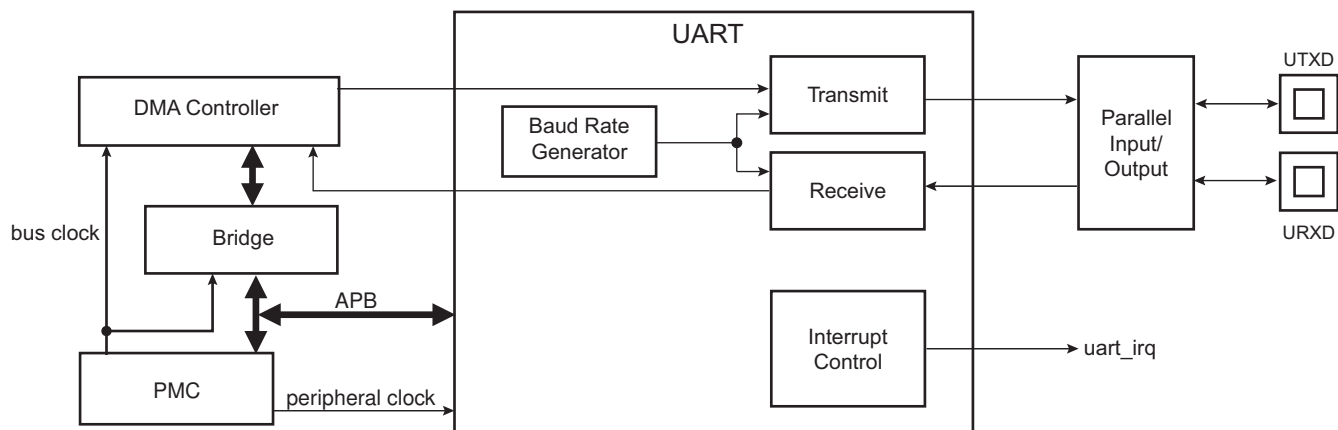 UART
UTXD
DMA Controller
Transmit
Baud Rate
Generator
Parallel
Input/
Output
Receive
bus clock
Bridge
URXD
APB
Interrupt
Control
uart_irq
PMC
peripheral clock